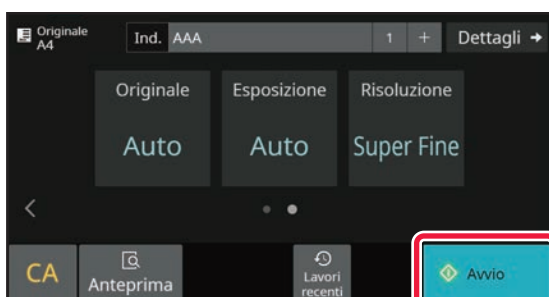 Originale
A4
Ind. AAA 1 + Dettagli →
Originale Esposizione Risoluzione
Auto Auto Super Fine
CA Anteprima Lavori
recenti Avvio